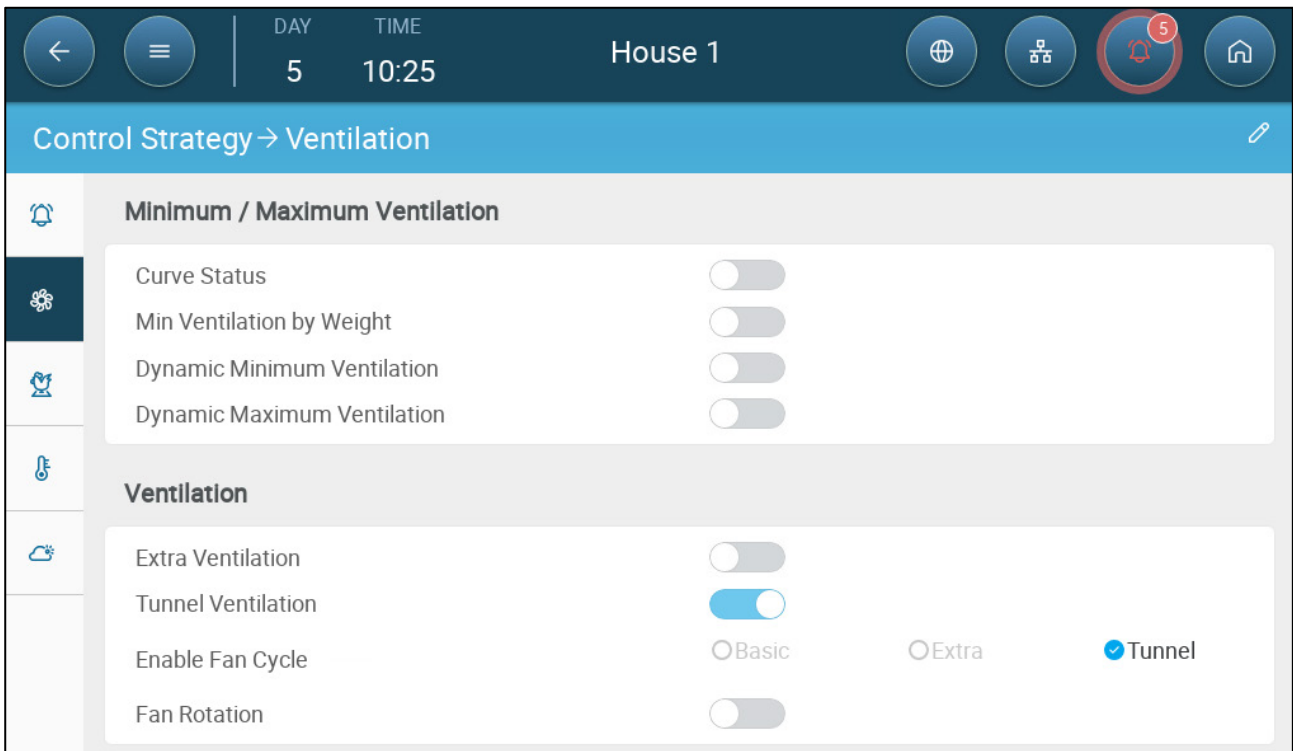 DAY TIME
5 10:25
House 1
5
Control Strategy → Ventilation
Minimum / Maximum Ventilation
Curve Status
Min Ventilation by Weight
Dynamic Minimum Ventilation
Dynamic Maximum Ventilation
Ventilation
Extra Ventilation
Tunnel Ventilation
Enable Fan Cycle Basic Extra Tunnel
Fan Rotation